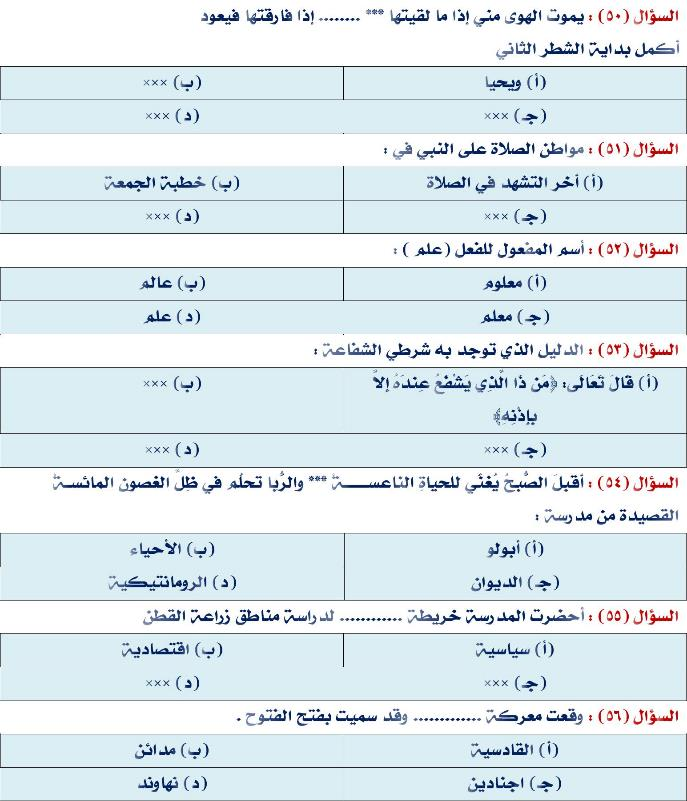 السؤال (٥٠) : يموت الهوى مني إذا ما لقيتها *** ........ إذا فارقتها فيعود
أكمل بداية الشطر الثاني
(أ) ويحيا (ب) ×××
(جـ) ××× (د) ×××
السؤال (٥١) : مواطن الصلاة على النبي في :
(أ) أخر التشهد في الصلاة (ب) خطبة الجمعة
(جـ) ××× (د) ×××
السؤال (٥٢) : أسم المفعول للفعل (علم ) :
(أ) معلوم (ب) عالم
(جـ) معلم (د) علم
السؤال (٥٣) : الدليل الذي توجد به شرطي الشفاعة :
(أ) قالَ تَعَالَى: ﴿مَن ذَا الَّذِي يَشْفَعُ عِندَهُ إِلاَّ (ب) ×××
بِإِذْنِهِ﴾
(جـ) ××× (د) ×××
السؤال (٥٤) : أقبلَ الصُّبحُ يُغنِّي للحياةِ الناعســــــةْ *** والرُّبا تحلُم في ظِلِّ الغصون المائسةْ
القصيدة من مدرسة :
(أ) أبولو (ب) الأحياء
(جـ) الديوان (د) الرومانتيكية
السؤال (٥٥) : أحضرت المدرسة خريطة ............ لدراسة مناطق زراعة القطن
(أ) سياسية (ب) اقتصادية
(جـ) ××× (د) ×××
السؤال (٥٦) : وقعت معركة ............. وقد سميت بفتح الفتوح .
(أ) القادسية (ب) مدائن
(جـ) اجنادين (د) نهاوند